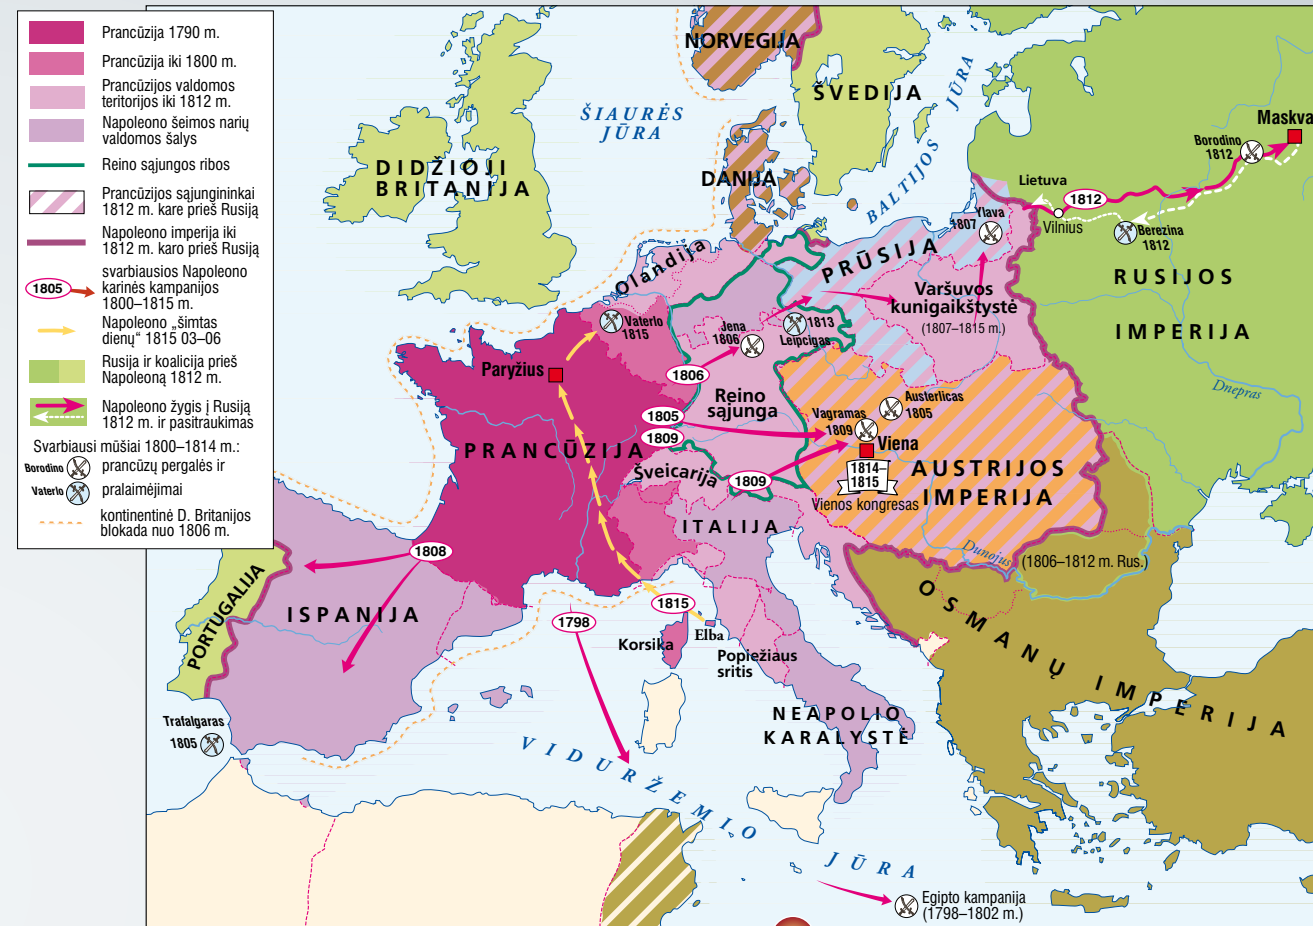 Prancūzija 1790 m.
Prancūzija iki 1800 m.
Prancūzijos valdomos
teritorijos iki 1812 m.
Napoleono šeimos narių
valdomos šalys
Reino sąjungos ribos
Prancūzijos sąjungininkai
1812 m. kare prieš Rusiją
Napoleono imperija iki
1812 m. karo prieš Rusiją
1805
svarbiausios Napoleono
karinės kampanijos
1800–1815 m.
Napoleono „šimtas
dienų“ 1815 03–06
Rusija ir koalicija prieš
Napoleoną 1812 m.
Napoleono žygis į Rusiją
1812 m. ir pasitraukimas
Svarbiausi mūšiai 1800–1814 m.:
Borodino
prancūzų pergalės ir
Vaterlo
pralaimėjimai
kontinentinė D. Britanijos
blokada nuo 1806 m.
NORVEGIJA
ŠVEDIJA
ŠIAURĖS
JŪRA
BALTIJOS JŪRA
DIDŽIOJI
BRITANIJA
DANIJA
Maskva
Borodino
1812
Lietuva
1812
Vilnius
Berezina
1812
Ylava
1807
RUSIJOS
IMPERIJA
Dnepras
PRŪSIJA
Varšuvos
kunigaikštystė
(1807–1815 m.)
Olandija
Vaterlo
1815
Jena
1806
1813
Leipcigas
Paryžius
1806
Reino
sąjunga
1805
1809
Austerlicas
1805
Vagramas
1809
Viena
1814–
1815
Vienos kongresas
AUSTRIJOS
IMPERIJA
PRANCŪZIJA
Šveicarija
1809
ITALIJA
Dunojus
(1806–1812 m. Rus.)
OSMANŲ IMPERIJA
1808
PORTUGALIJA
ISPANIJA
1798
1815
Elba
Korsika
Popiežiaus
sritis
NEAPOLIO
KARALYSTĖ
Trafalgaras
1805
VIDURŽEMIO JŪRA
Egipto kampanija
(1798–1802 m.)